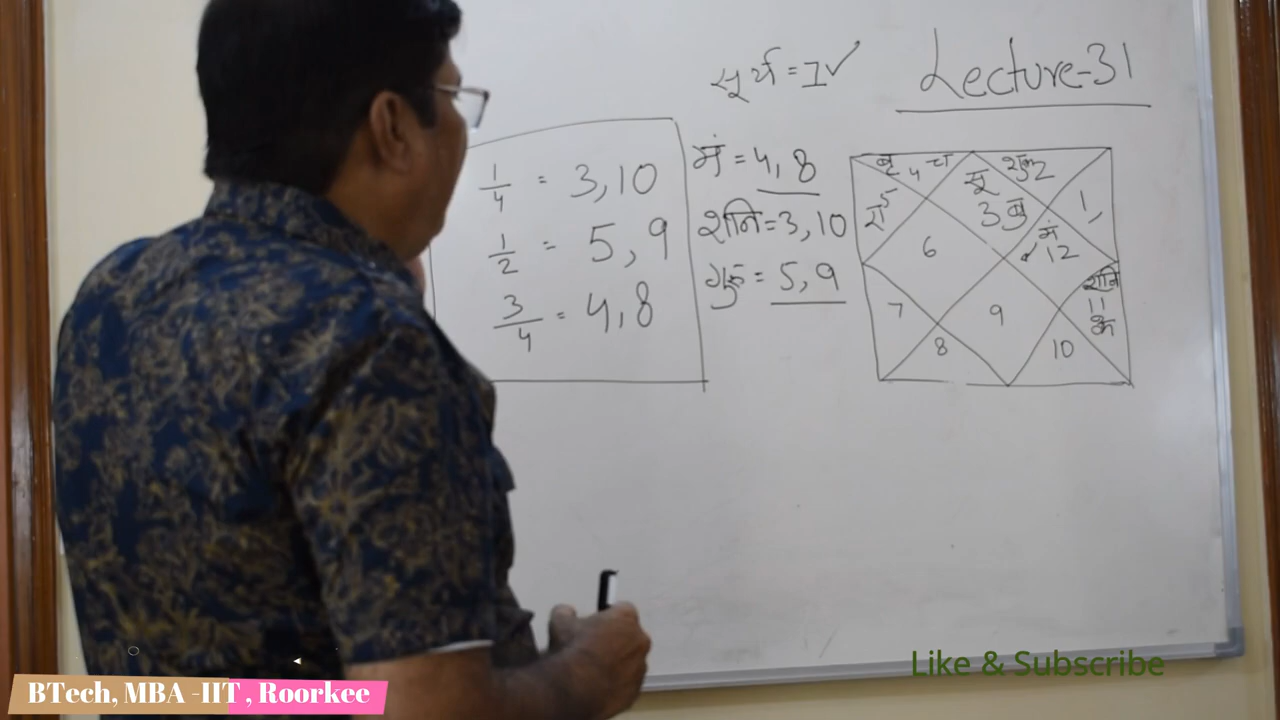 सूर्य = 7✓
Lecture-31
1/4 = 3,10
1/2 = 5,9
3/4 = 4,8
मं = 4,8
शनि = 3,10
गुरु = 5,9
बृ 4 चं
सू
शुक्र 2
रा 5
3 बु
1,
6
मं
12
शनि
11
के
7
9
8
10
Like & Subscribe
BTech, MBA -IIT , Roorkee